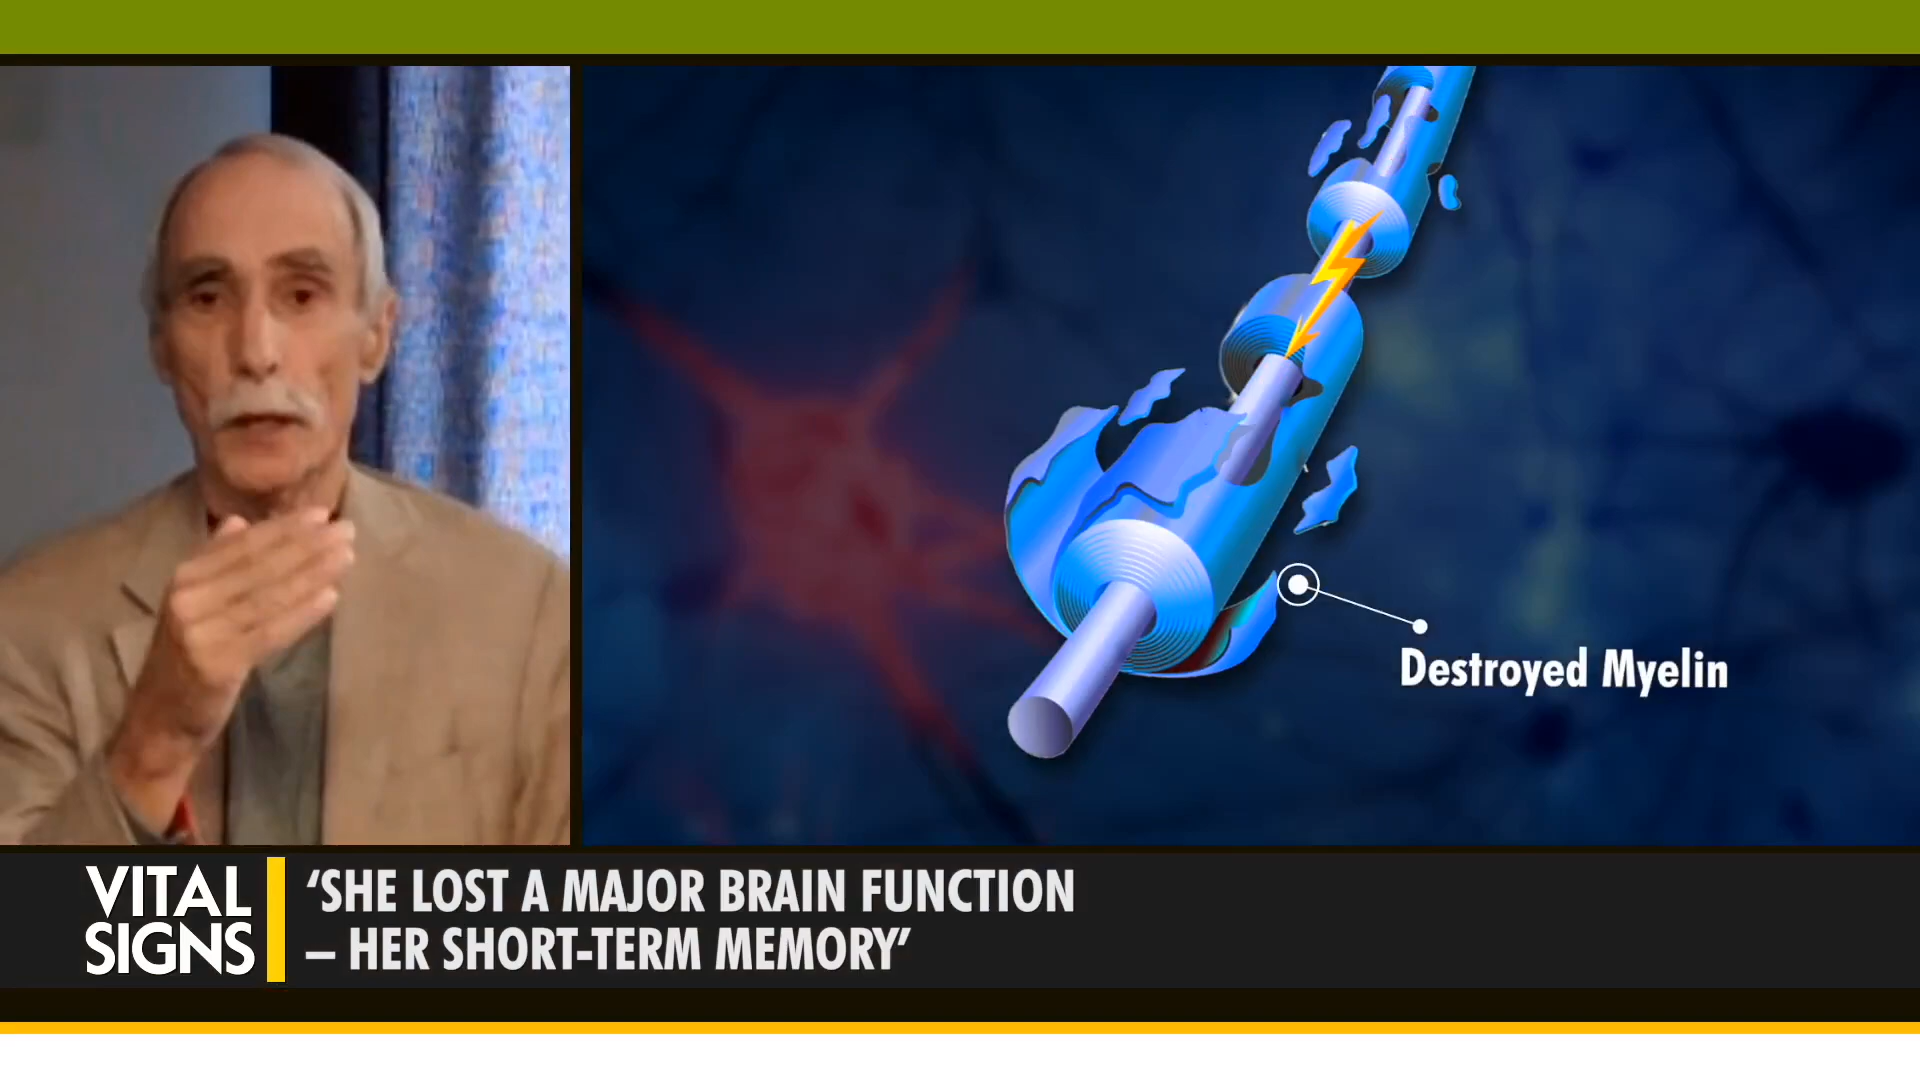 Destroyed Myelin
VITAL
SIGNS
‘SHE LOST A MAJOR BRAIN FUNCTION
– HER SHORT-TERM MEMORY’